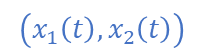 (x₁(t), x₂(t))